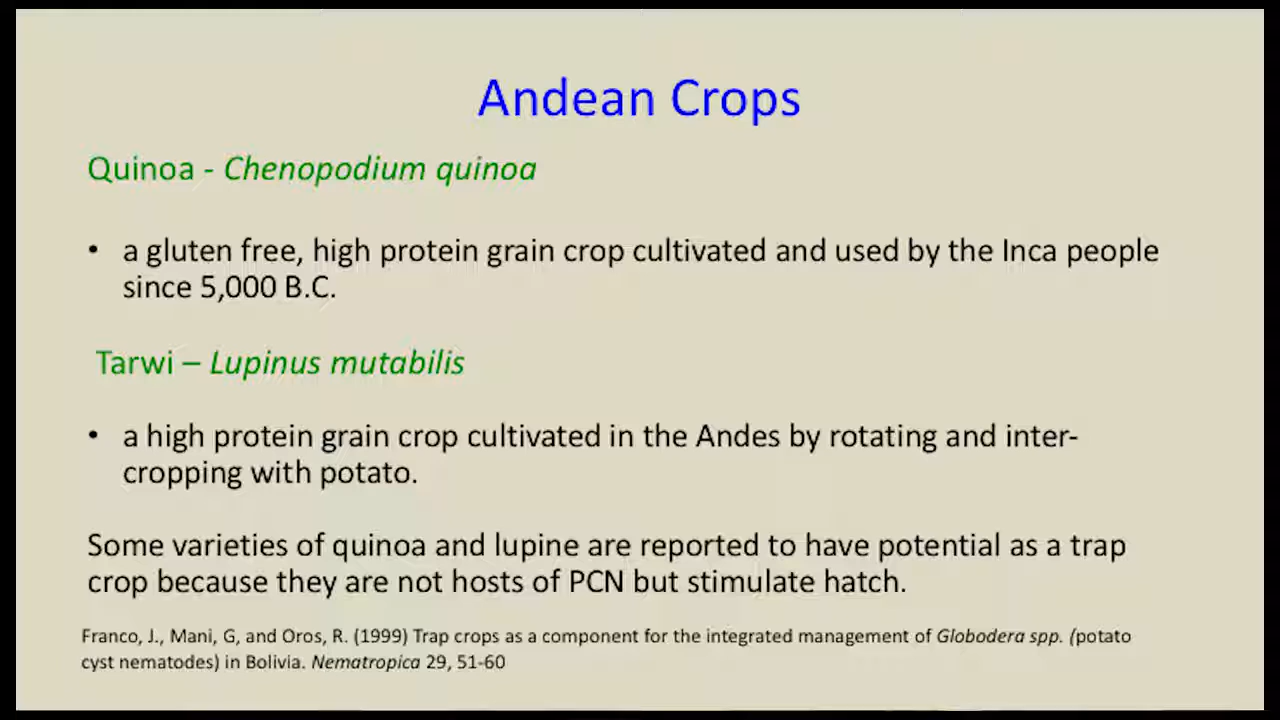 Andean Crops
Quinoa - Chenopodium quinoa
• a gluten free, high protein grain crop cultivated and used by the Inca people
since 5,000 B.C.
Tarwi – Lupinus mutabilis
• a high protein grain crop cultivated in the Andes by rotating and inter-
cropping with potato.
Some varieties of quinoa and lupine are reported to have potential as a trap
crop because they are not hosts of PCN but stimulate hatch.
Franco, J., Mani, G, and Oros, R. (1999) Trap crops as a component for the integrated management of Globodera spp. (potato
cyst nematodes) in Bolivia. Nematropica 29, 51-60